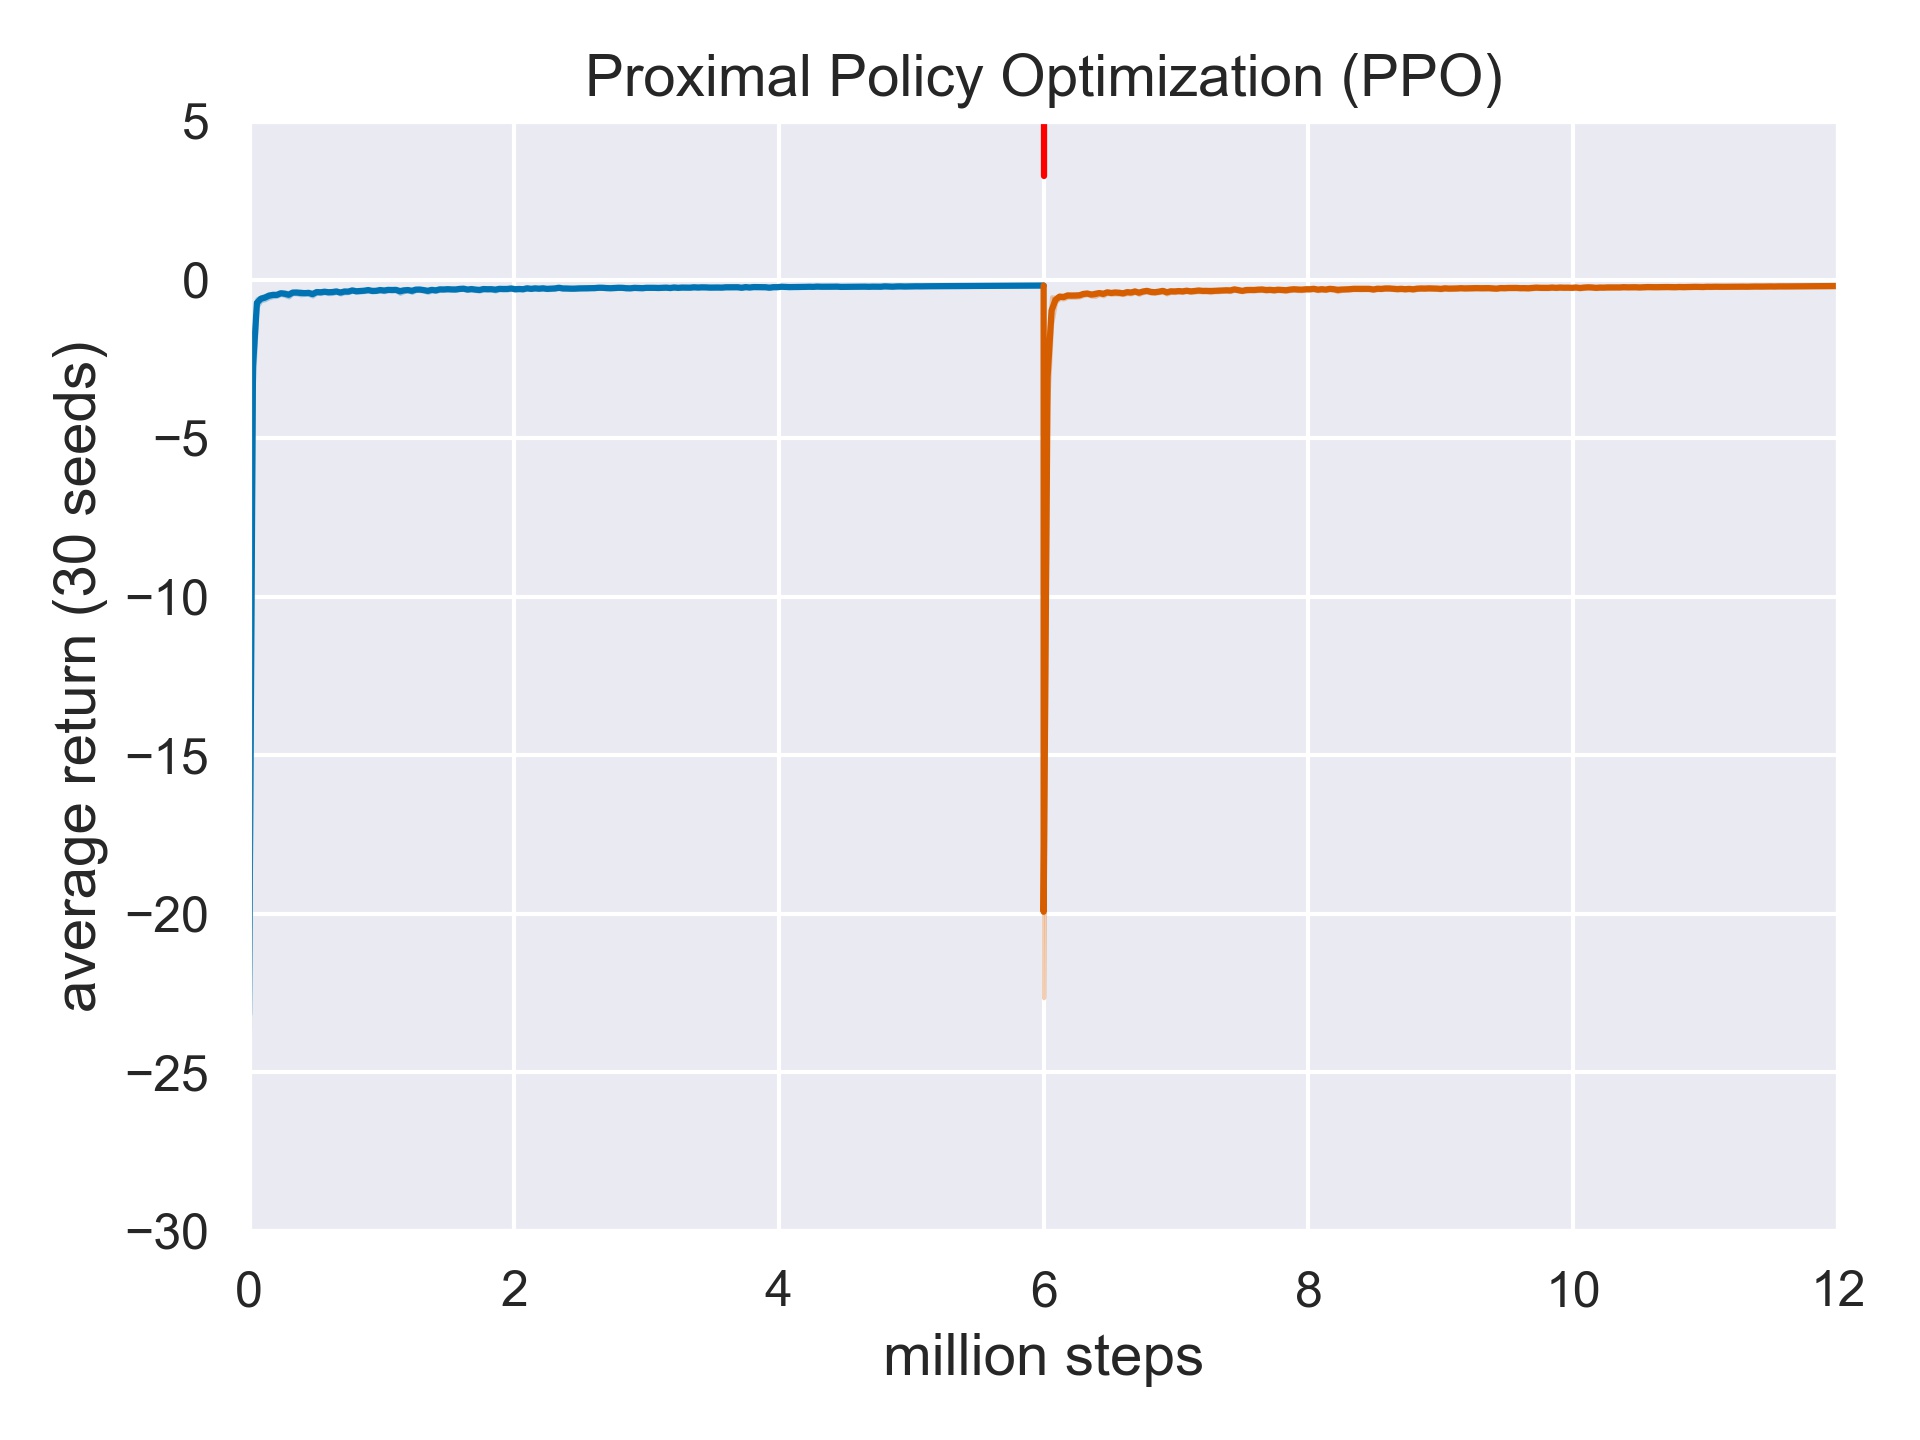 Proximal Policy Optimization (PPO)
average return (30 seeds)
5
0
−5
−10
−15
−20
−25
−30
0 2 4 6 8 10 12
million steps